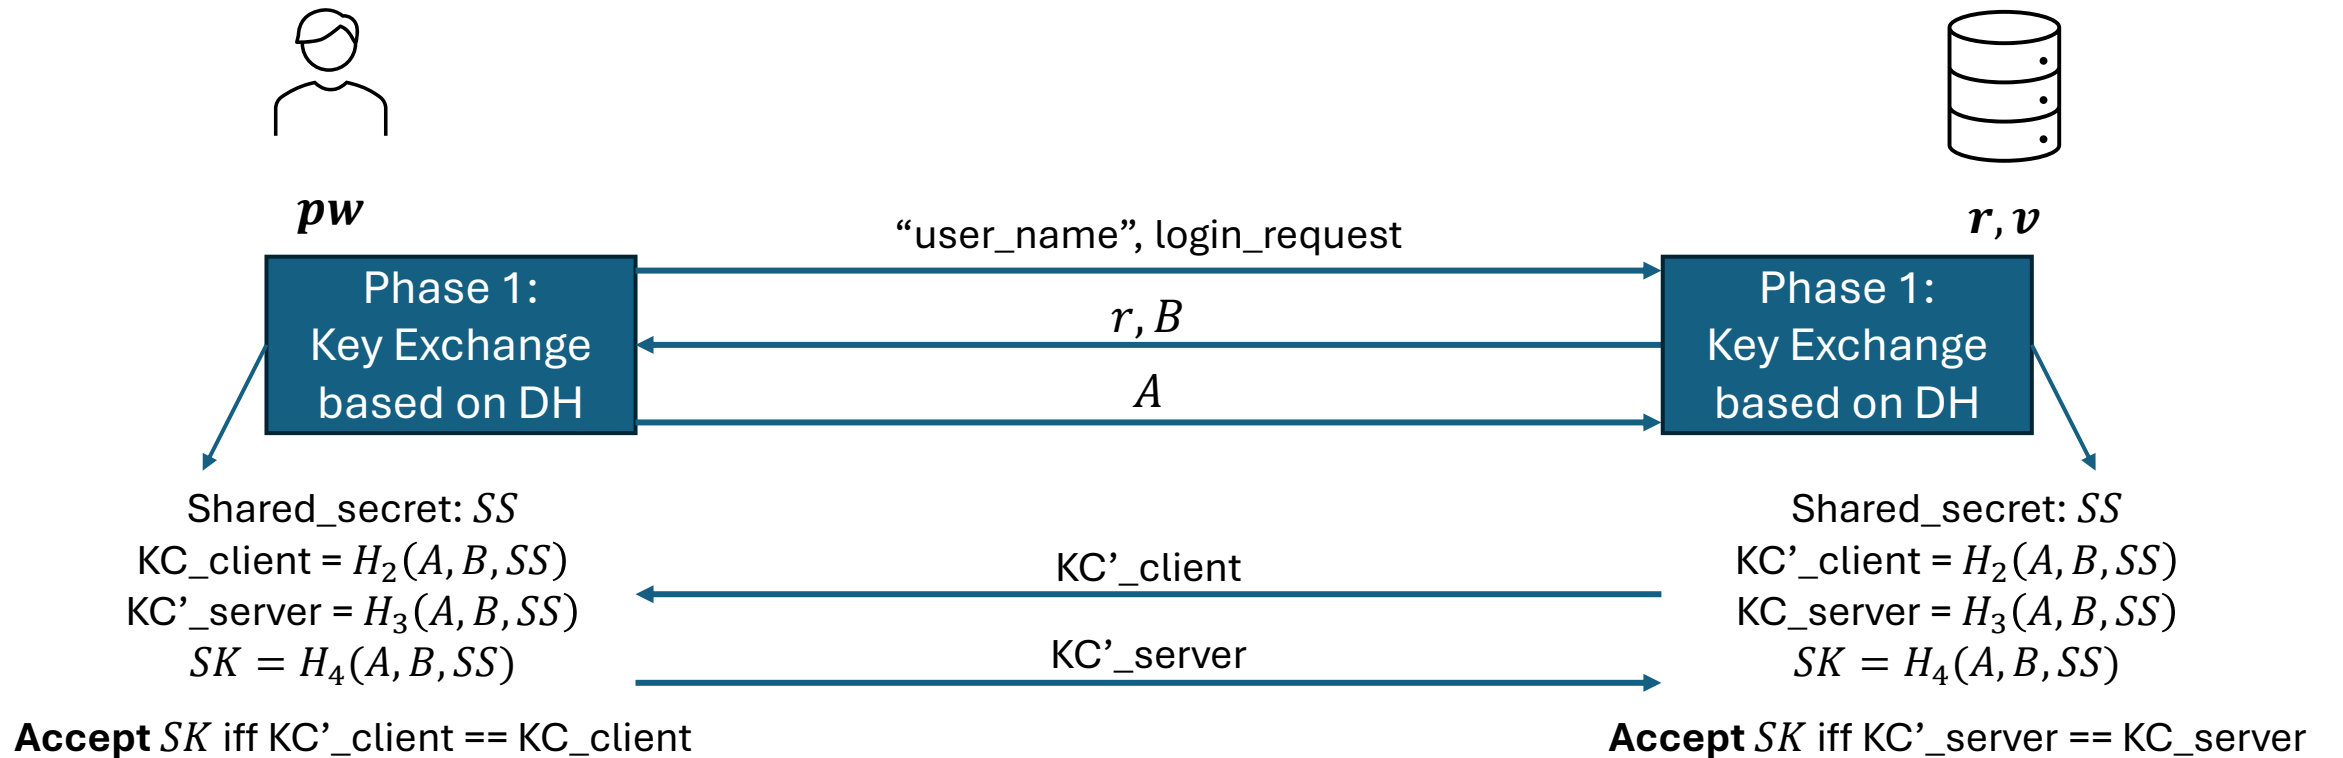 pw
r, v
"user_name", login_request
Phase 1:
Key Exchange
based on DH
r, B
A
Phase 1:
Key Exchange
based on DH
Shared_secret: SS
KC_client = H₂(A, B, SS)
KC’_server = H₃(A, B, SS)
SK = H₄(A, B, SS)
Accept SK iff KC’_client == KC_client
KC’_client
KC’_server
Shared_secret: SS
KC’_client = H₂(A, B, SS)
KC_server = H₃(A, B, SS)
SK = H₄(A, B, SS)
Accept SK iff KC’_server == KC_server